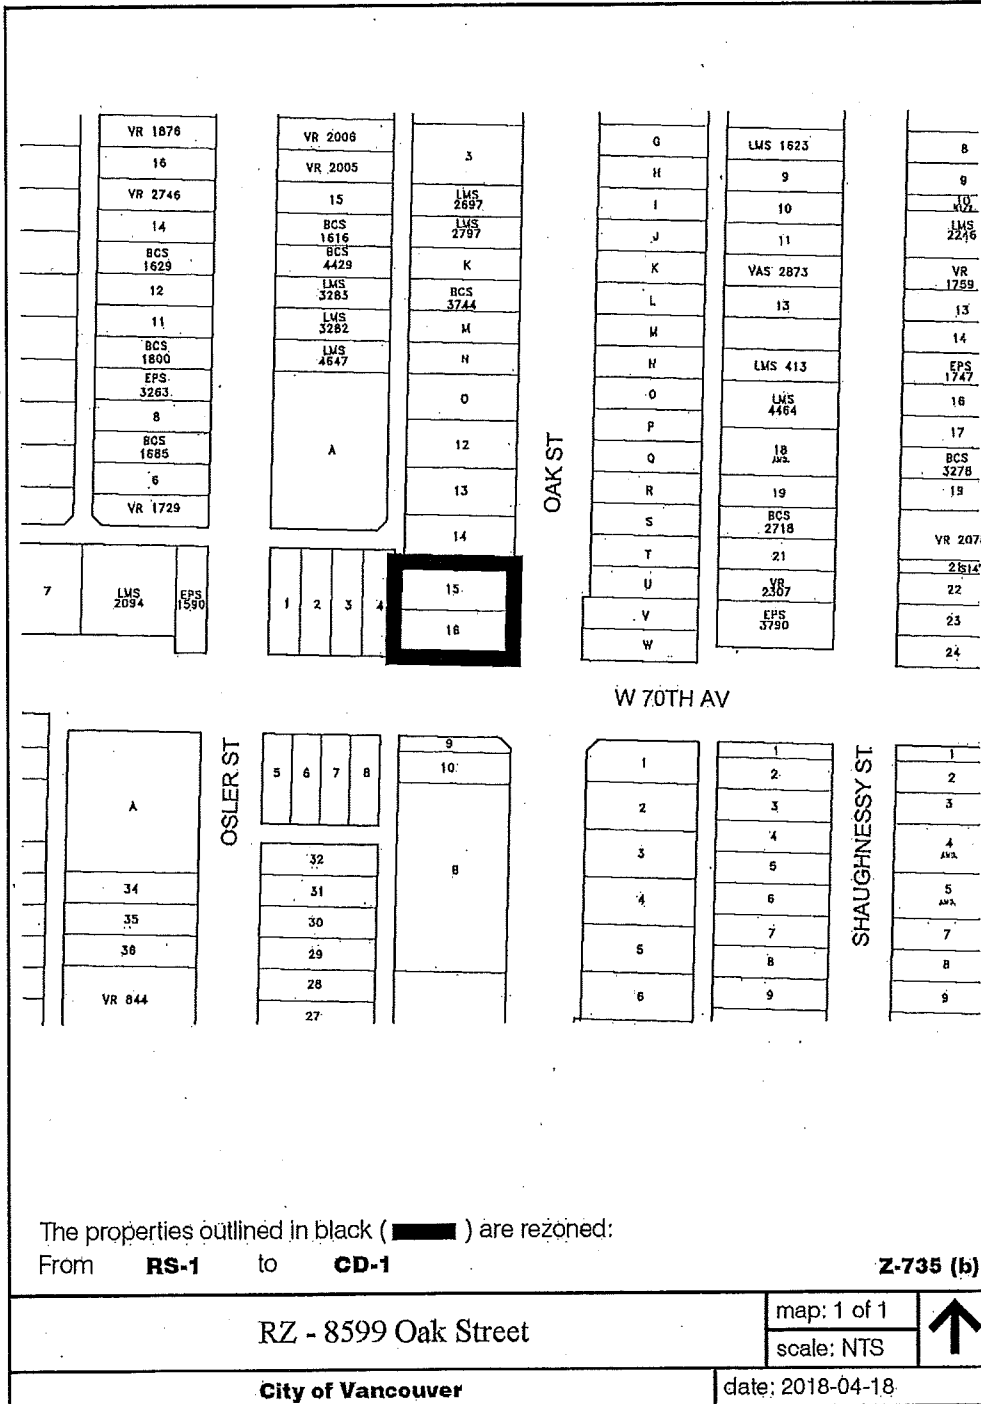 VR 1876
16
VR 2746
14
BCS
1629
12
11
BCS
1800
EPS
3263
8
BCS
1685
6
VR 1729
VR 2006
VR 2005
15
BCS
1616
BCS
4429
LMS
3283
LMS
3282
LMS
4647
A
3
LMS
2697
LMS
2797
K
BCS
3744
M
N
O
12
13
14
15
16
OAK ST
G
H
I
J
K
L
M
N
O
P
Q
R
S
T
U
V
W
LMS 1623
9
10
11
VAS 2873
13
LMS 413
LMS
4464
18
AMD.
19
BCS
2718
21
VR
2307
EPS
3790
8
9
10
LMS
2246
VR
1759
13
14
EPS
1747
16
17
BCS
3278
19
VR 207
22
23
24
7
LMS
2094
EPS
1590
1
2
3
4
W 70TH AV
OSLER ST
A
34
35
36
VR 844
5
6
7
8
32
31
30
29
28
27
9
10
B
1
2
3
4
5
6
1
2
3
4
5
6
7
8
9
SHAUGHNESSY ST.
1
2
3
4
AMD.
5
AMD.
7
8
9
The properties outlined in black ( ) are rezoned:
From RS-1 to CD-1
Z-735 (b)
RZ - 8599 Oak Street
map: 1 of 1
scale: NTS
City of Vancouver
date: 2018-04-18